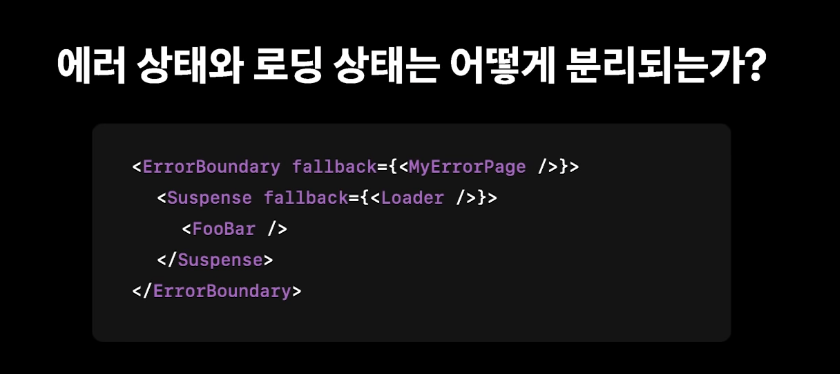 에러 상태와 로딩 상태는 어떻게 분리되는가?
<ErrorBoundary fallback={<MyErrorPage />}>
<Suspense fallback={<Loader />}>
<FooBar />
</Suspense>
</ErrorBoundary>